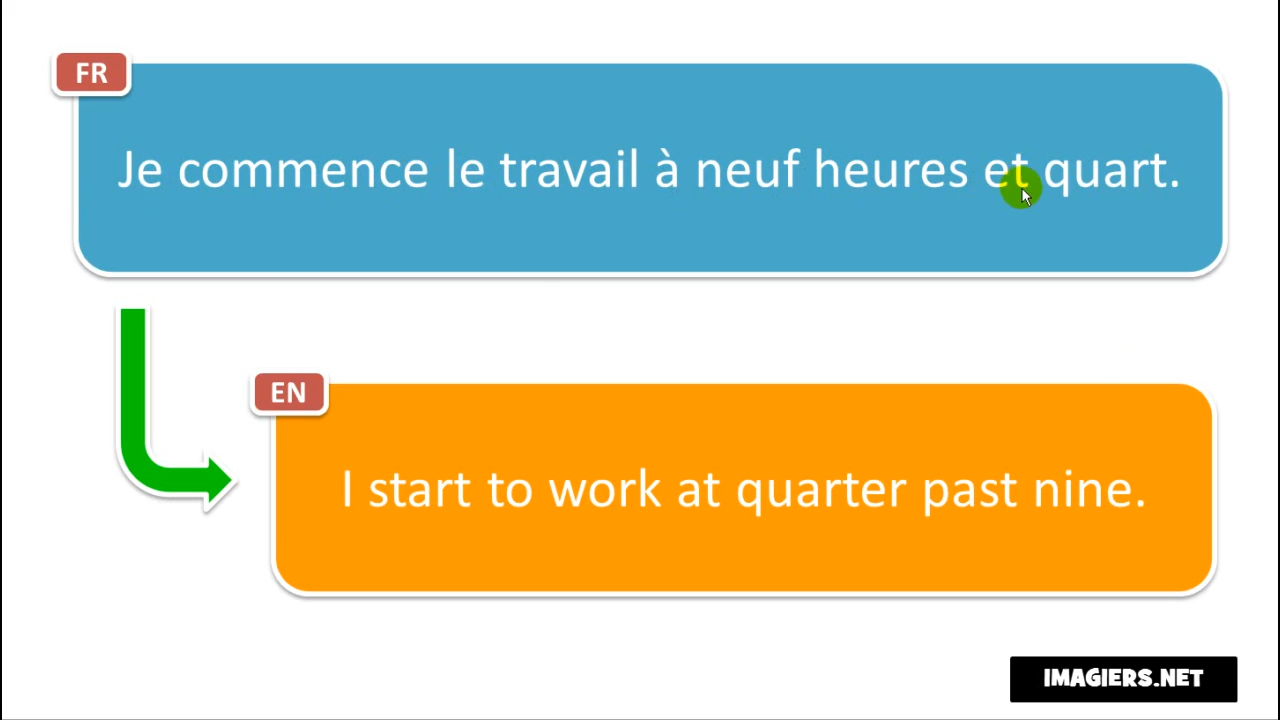 FR
Je commence le travail à neuf heures et quart.
EN
I start to work at quarter past nine.
IMAGIERS.NET